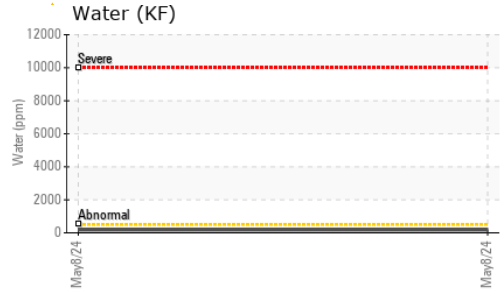 Water (KF)
12000
Severe
10000
8000
6000
4000
2000
Abnormal
0
Water (ppm)
May8/24
May8/24